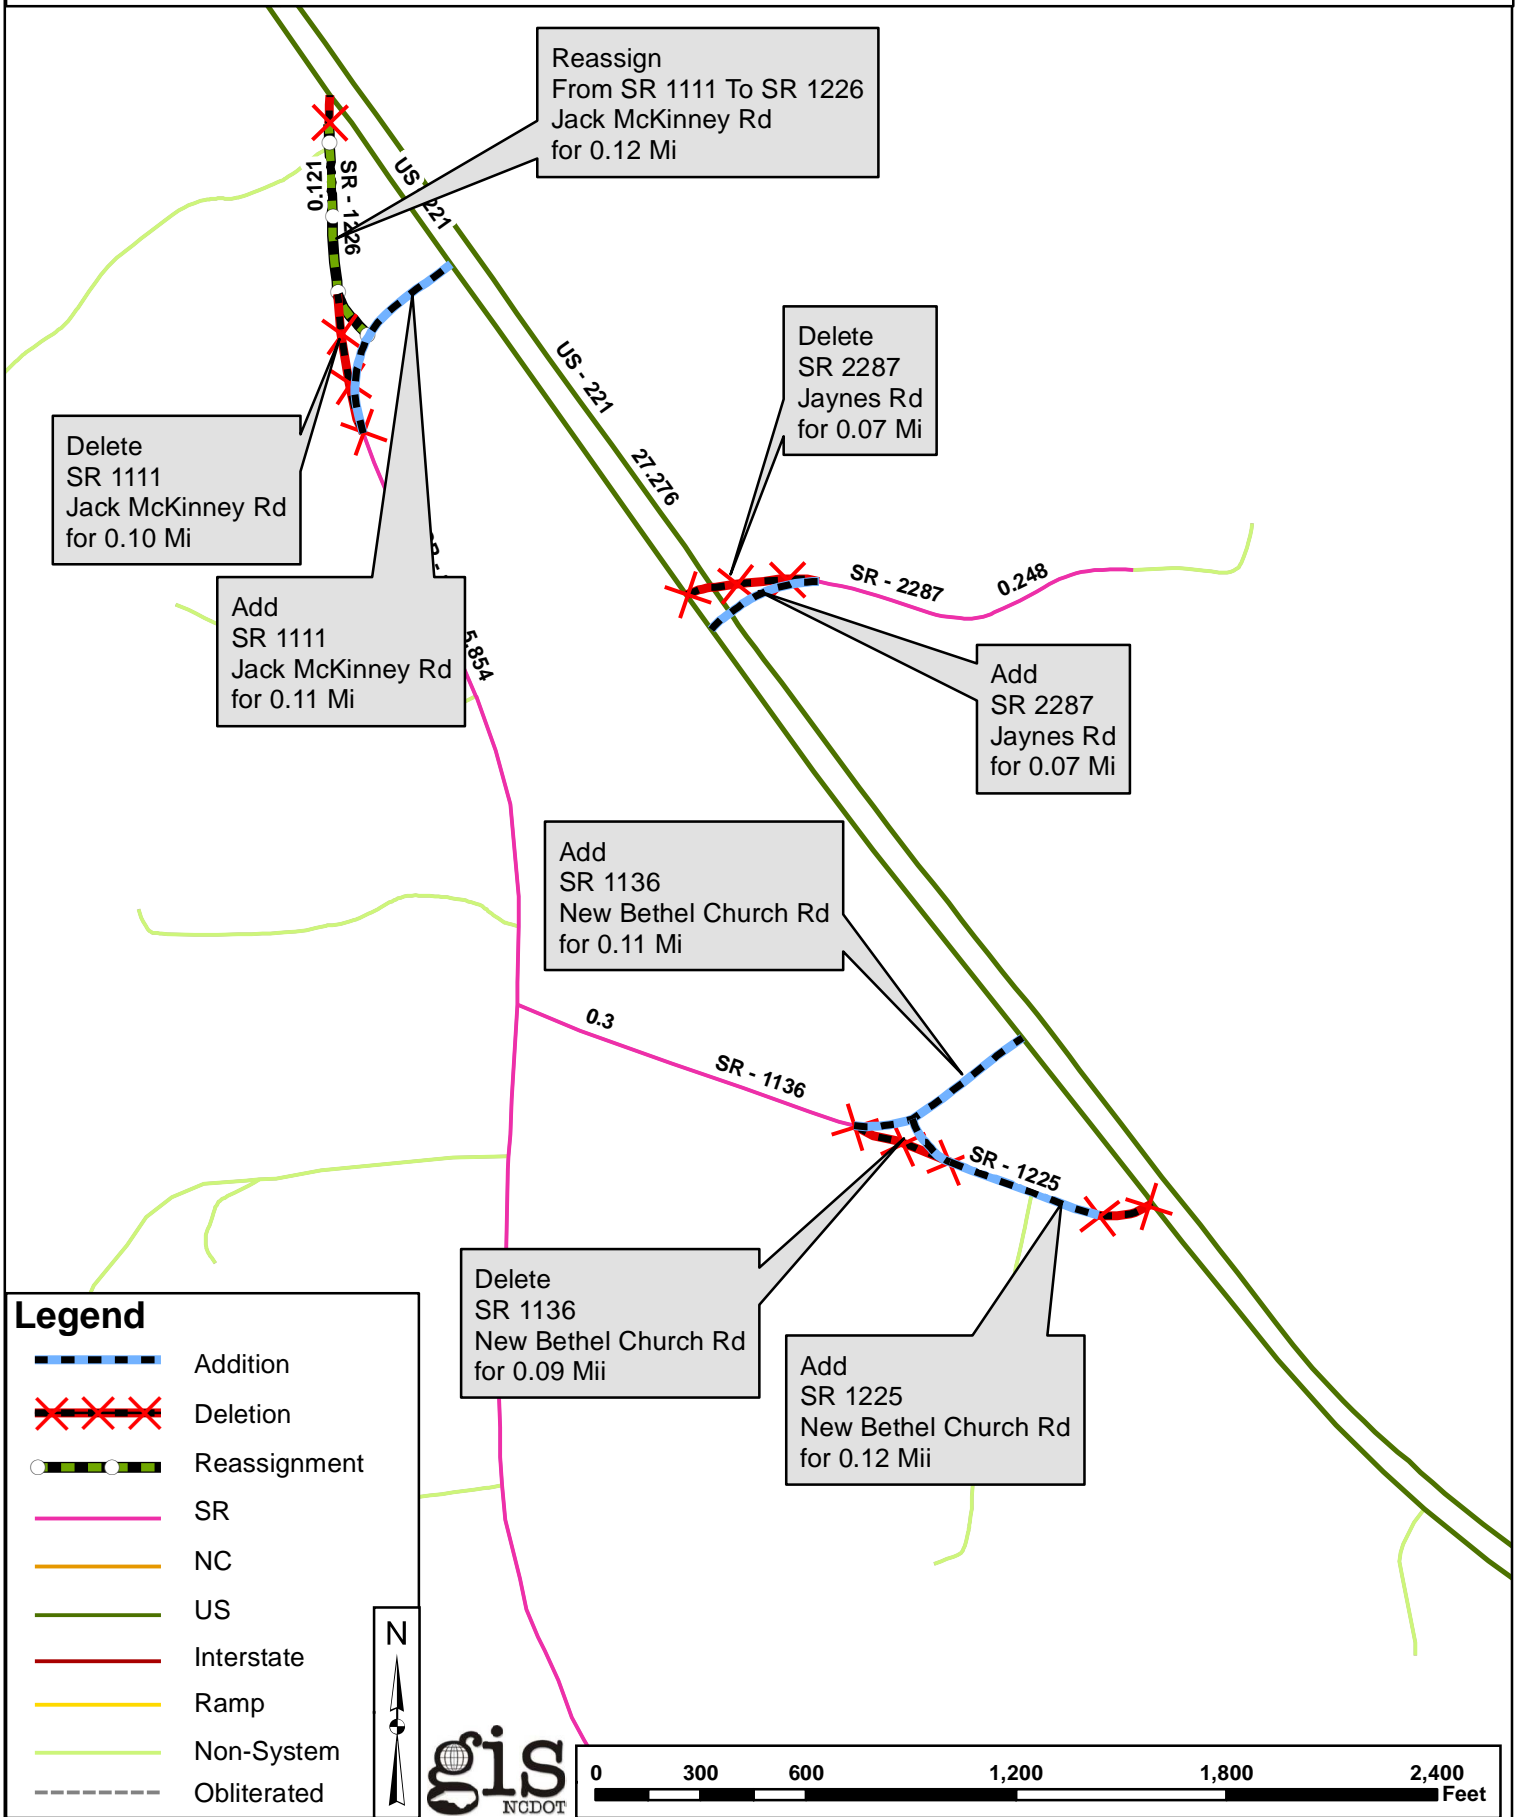 Reassign
From SR 1111 To SR 1226
Jack McKinney Rd
for 0.12 Mi
0.121
SR - 1226
US - 221
US - 221
27.276
Delete
SR 2287
Jaynes Rd
for 0.07 Mi
Delete
SR 1111
Jack McKinney Rd
for 0.10 Mi
SR - 2287
0.248
Add
SR 1111
Jack McKinney Rd
for 0.11 Mi
5.854
Add
SR 2287
Jaynes Rd
for 0.07 Mi
Add
SR 1136
New Bethel Church Rd
for 0.11 Mi
0.3
SR - 1136
SR - 1225
Delete
SR 1136
New Bethel Church Rd
for 0.09 Mii
Add
SR 1225
New Bethel Church Rd
for 0.12 Mii
Legend
Addition
Deletion
Reassignment
SR
NC
US
Interstate
Ramp
Non-System
Obliterated
N
gis
NCDOT
0 300 600 1,200 1,800 2,400
Feet